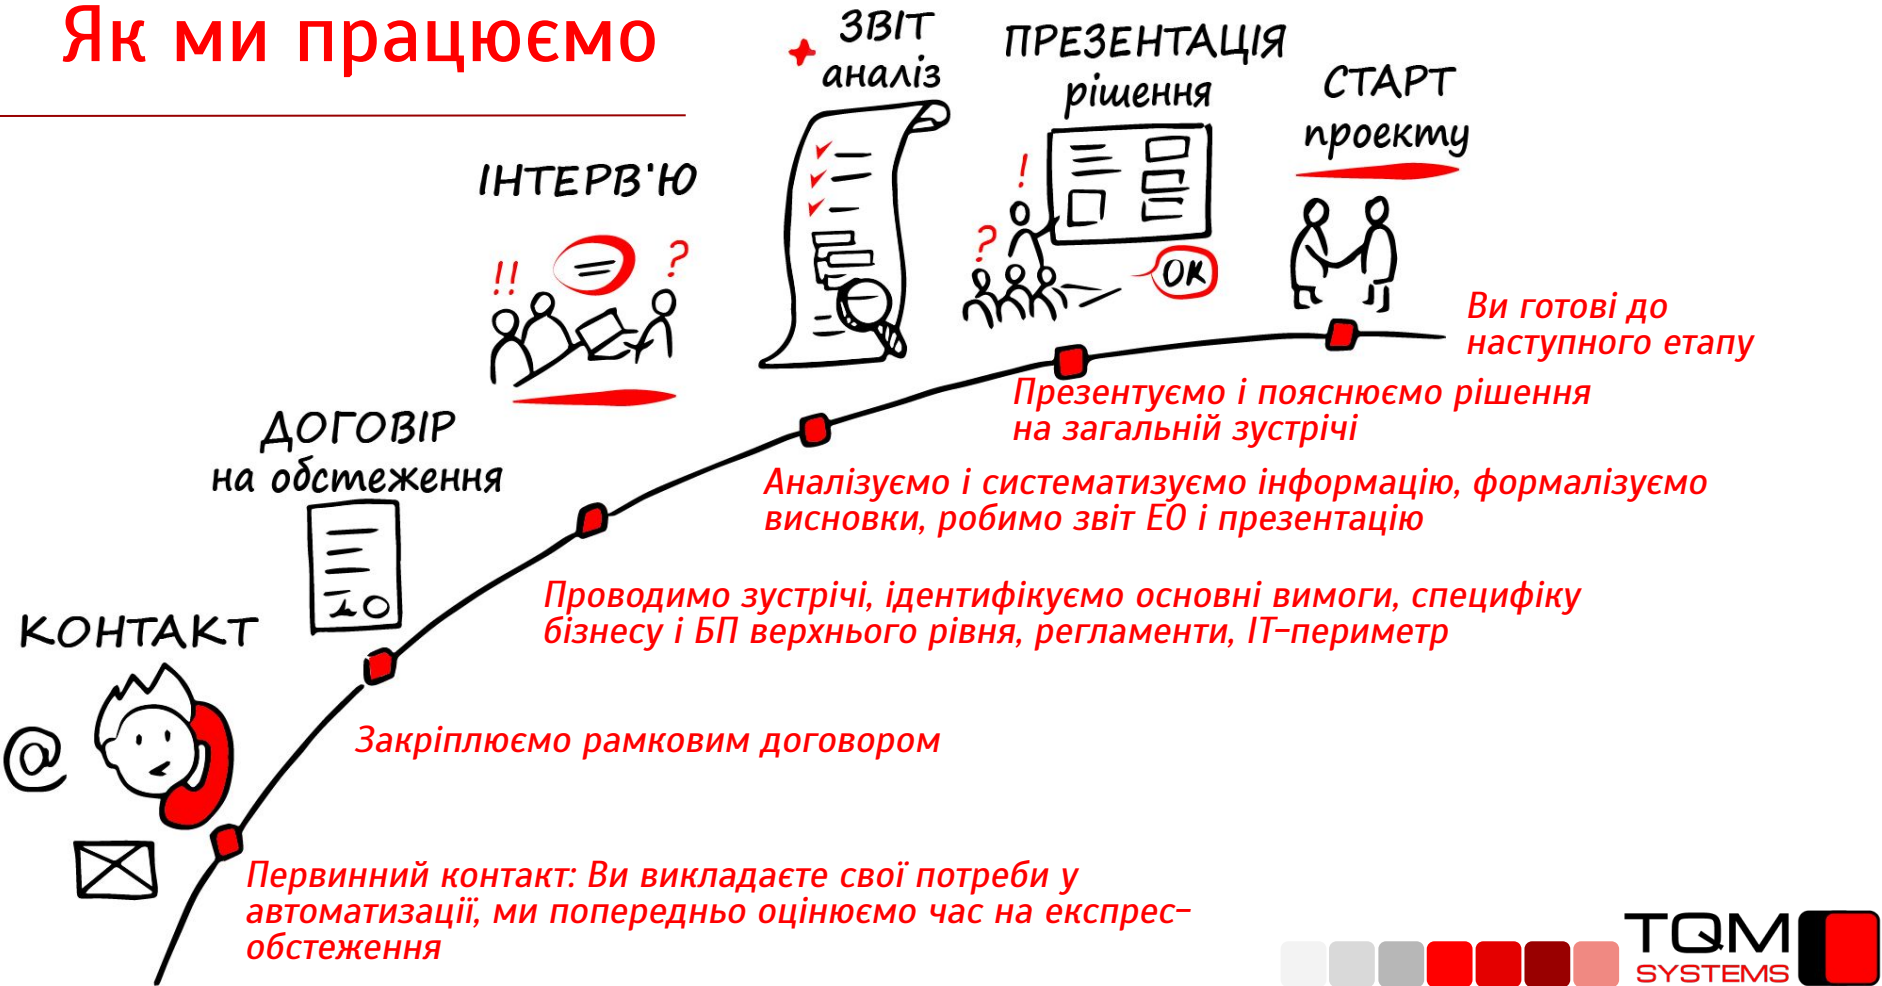 Як ми працюємо
ЗВІТ
аналіз
ПРЕЗЕНТАЦІЯ
рішення
СТАРТ
проекту
ІНТЕРВ'Ю
!!
?
?
!
ОК
Ви готові до
наступного етапу
Презентуємо і пояснюємо рішення
на загальній зустрічі
ДОГОВІР
на обстеження
Аналізуємо і систематизуємо інформацію, формалізуємо
висновки, робимо звіт ЕО і презентацію
Проводимо зустрічі, ідентифікуємо основні вимоги, специфіку
бізнесу і БП верхнього рівня, регламенти, ІТ-периметр
КОНТАКТ
@
Закріплюємо рамковим договором
Первинний контакт: Ви викладаєте свої потреби у
автоматизації, ми попередньо оцінюємо час на експрес-
обстеження
TQM
SYSTEMS